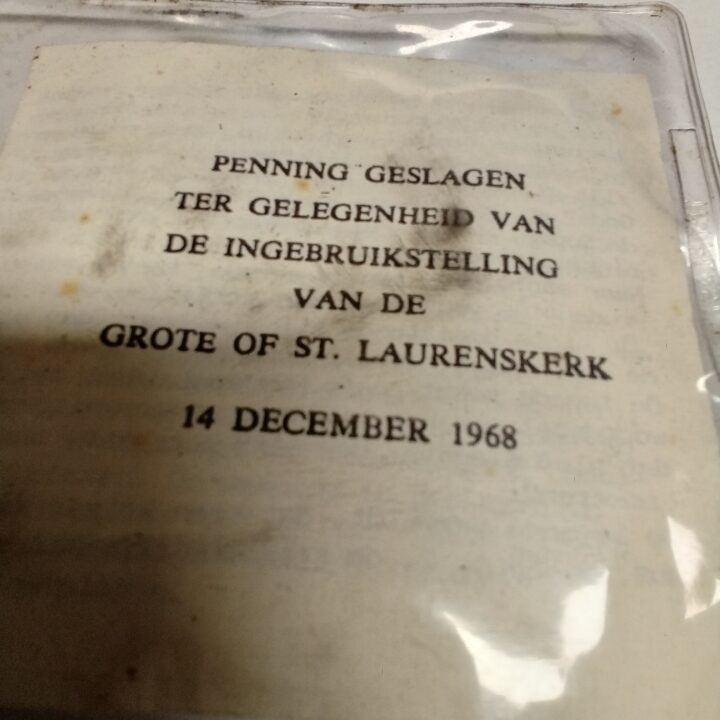 PENNING GESLAGEN
TER GELEGENHEID VAN
DE INGEBRUIKSTELLING
VAN DE
GROTE OF ST. LAURENSKERK
14 DECEMBER 1968